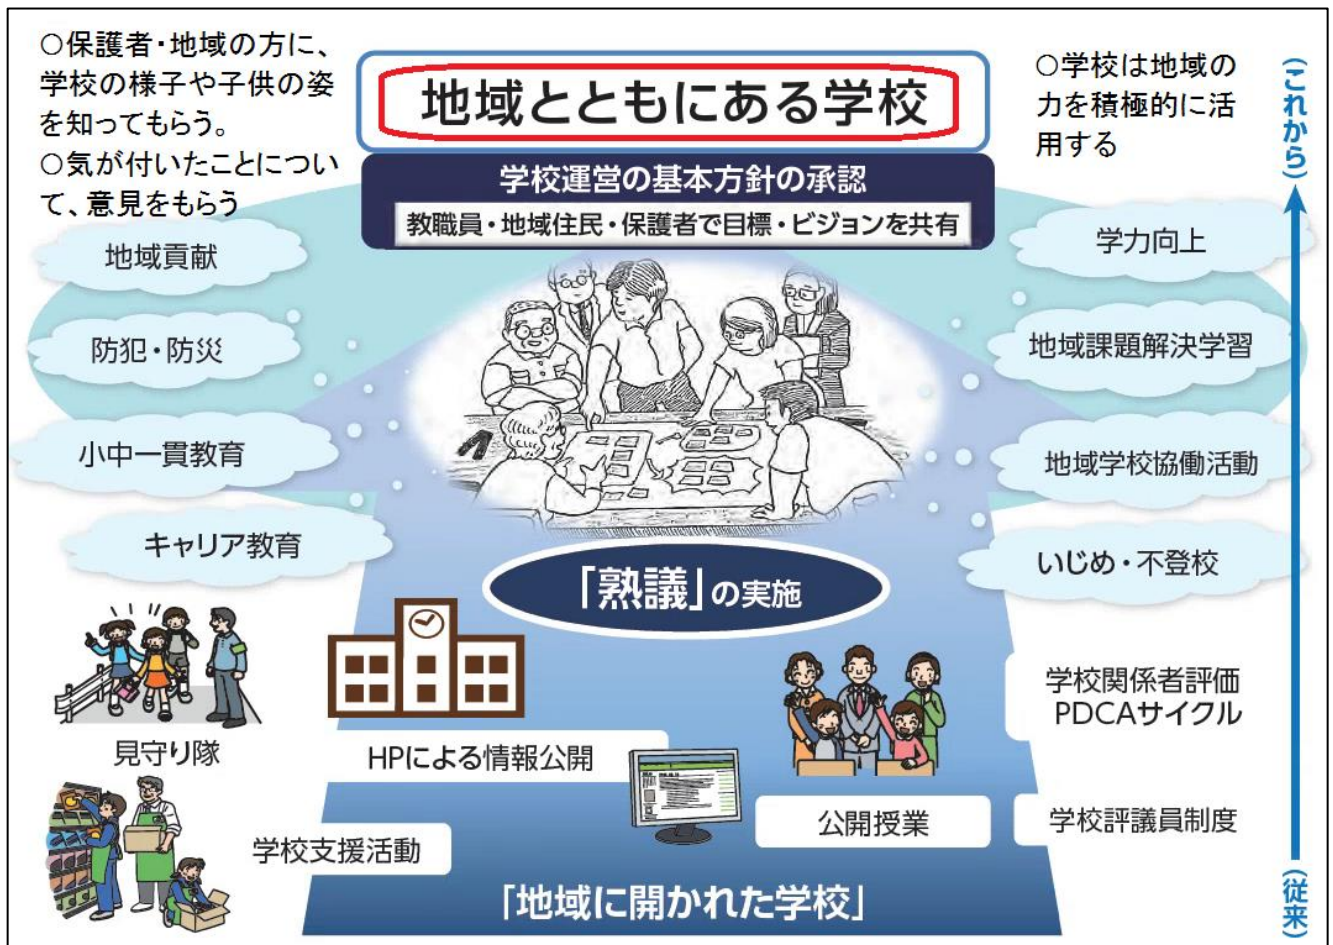 ○保護者・地域の方に、
学校の様子や子供の姿
を知ってもらう。
○気が付いたことについ
て、意見をもらう
地域とともにある学校
学校運営の基本方針の承認
教職員・地域住民・保護者で目標・ビジョンを共有
○学校は地域の
力を積極的に活
用する
(これから)
地域貢献
防犯・防災
小中一貫教育
キャリア教育
学力向上
地域課題解決学習
地域学校協働活動
いじめ・不登校
「熟議」の実施
見守り隊
HPによる情報公開
学校関係者評価
PDCAサイクル
学校支援活動
公開授業
学校評議員制度
「地域に開かれた学校」
(従来)